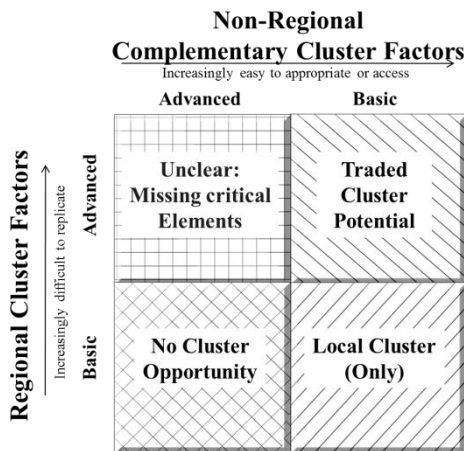 Non-Regional
Complementary Cluster Factors
Increasingly easy to appropriate or access
Advanced
Basic
Regional Cluster Factors
Increasingly difficult to replicate
Advanced
Unclear:
Missing critical
Elements
Traded
Cluster
Potential
Basic
No Cluster
Opportunity
Local Cluster
(Only)